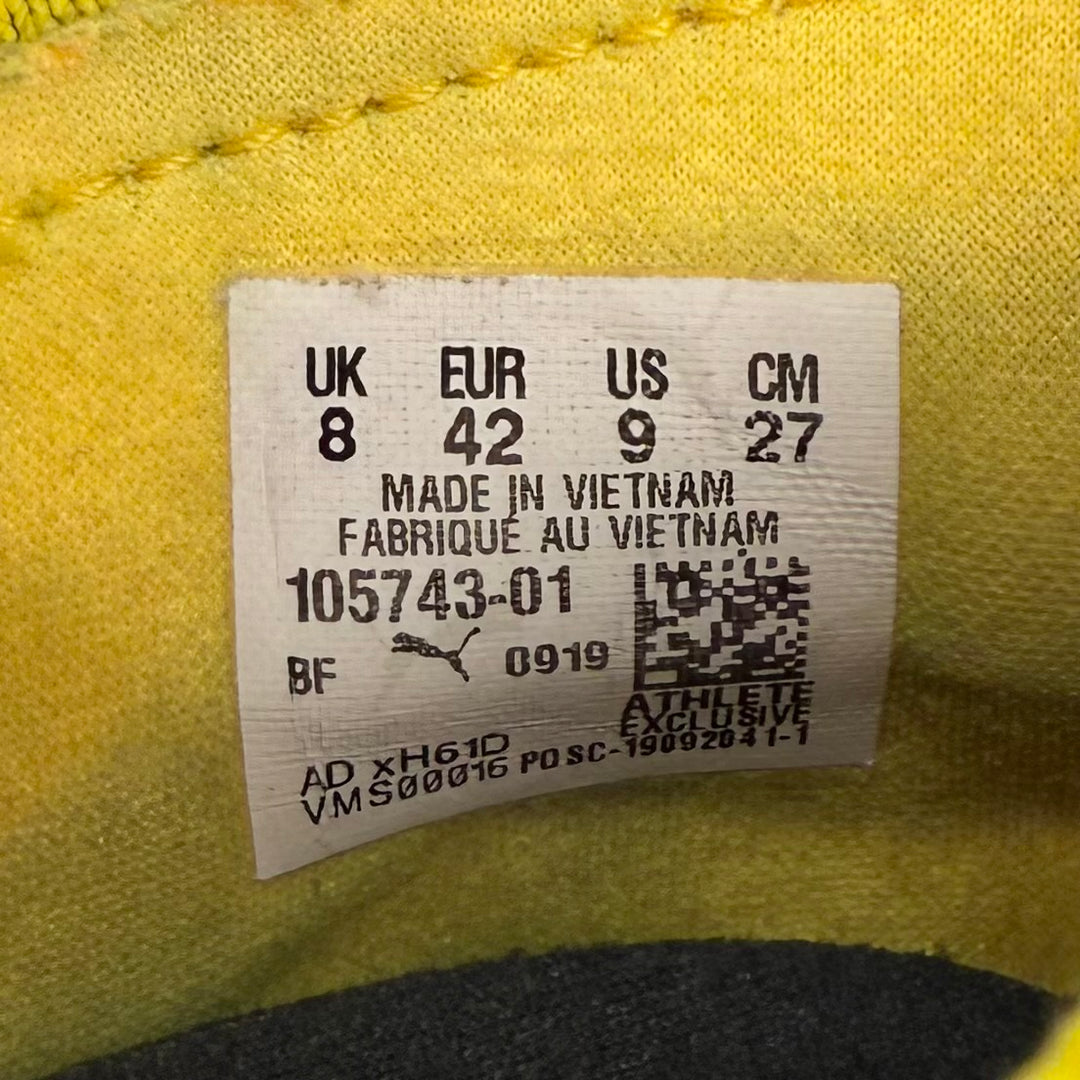 UK EUR US CM
8 42 9 27
MADE IN VIETNAM
FABRIQUÉ AU VIETNAM
105743-01
BF 0919
ATHLETE
EXCLUSIVE
AD xH61D
VMS00016 PO SC-19092041-1